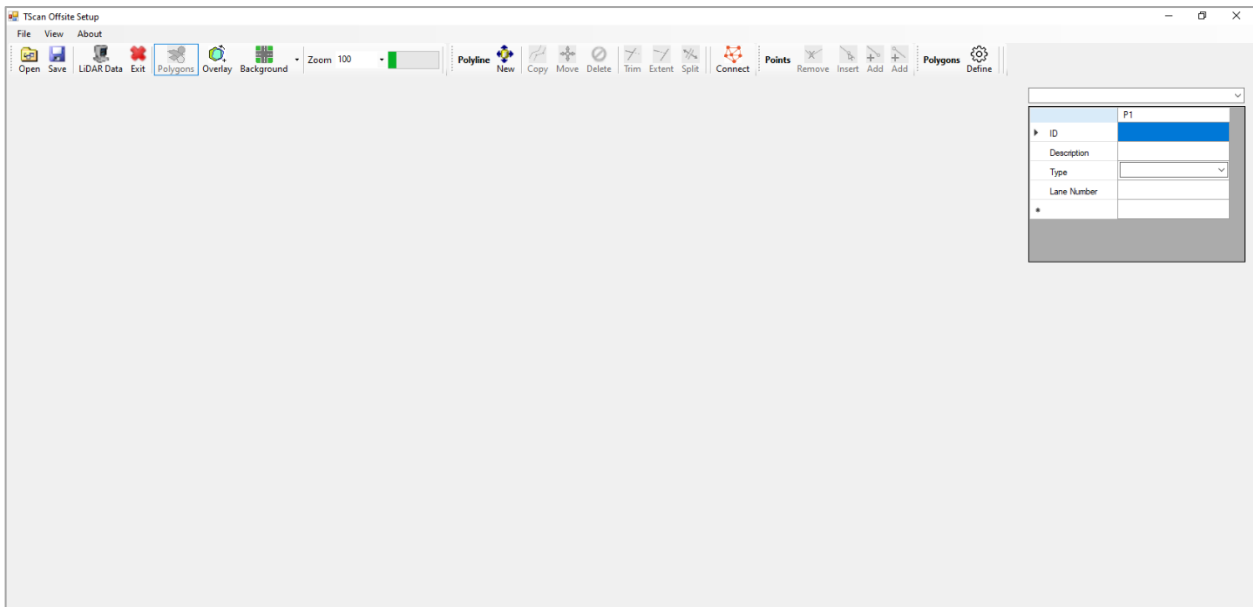 TScan Offsite Setup
File View About
Open Save LiDAR Data Exit Polygons Overlay Background Zoom 100 Polyline New Copy Move Delete Trim Extent Split Connect Points Remove Insert Add Add Polygons Define
P1
ID
Description
Type
Lane Number